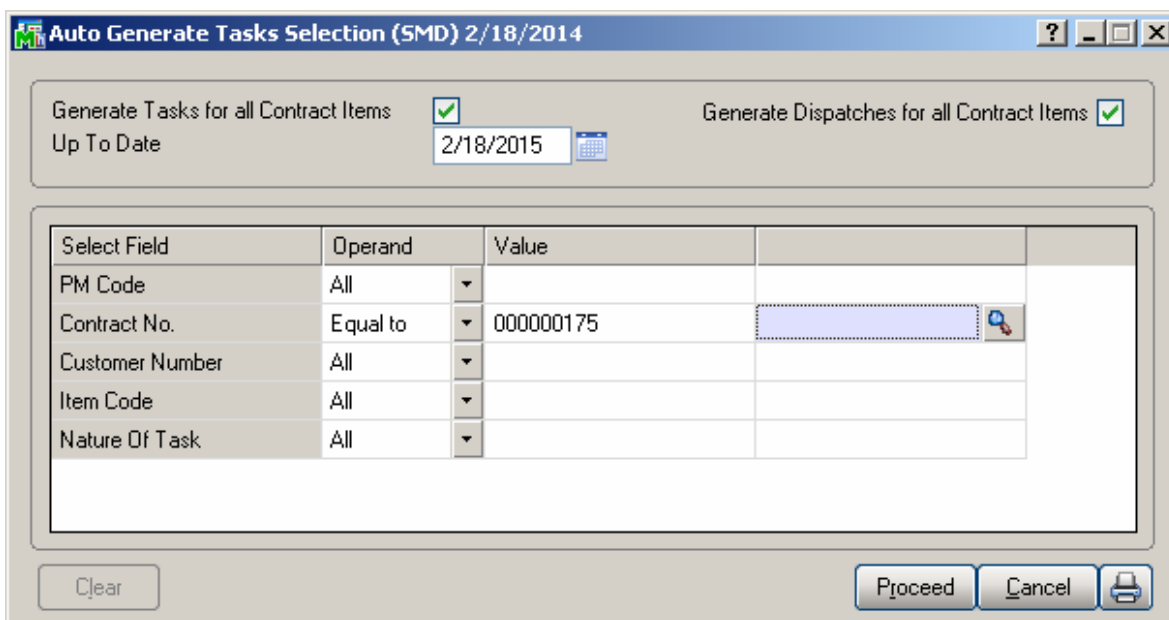 Auto Generate Tasks Selection (SMD) 2/18/2014
Generate Tasks for all Contract Items Generate Dispatches for all Contract Items
Up To Date 2/18/2015
Select Field Operand Value
PM Code All
Contract No. Equal to 000000175
Customer Number All
Item Code All
Nature Of Task All
Clear Proceed Cancel